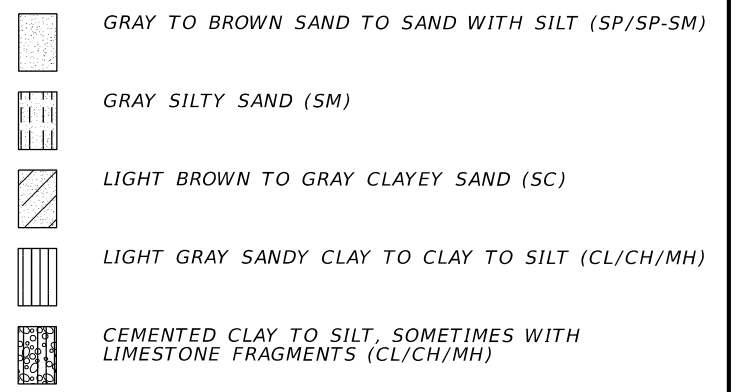 GRAY TO BROWN SAND TO SAND WITH SILT (SP/SP-SM)
GRAY SILTY SAND (SM)
LIGHT BROWN TO GRAY CLAYEY SAND (SC)
LIGHT GRAY SANDY CLAY TO CLAY TO SILT (CL/CH/MH)
CEMENTED CLAY TO SILT, SOMETIMES WITH
LIMESTONE FRAGMENTS (CL/CH/MH)